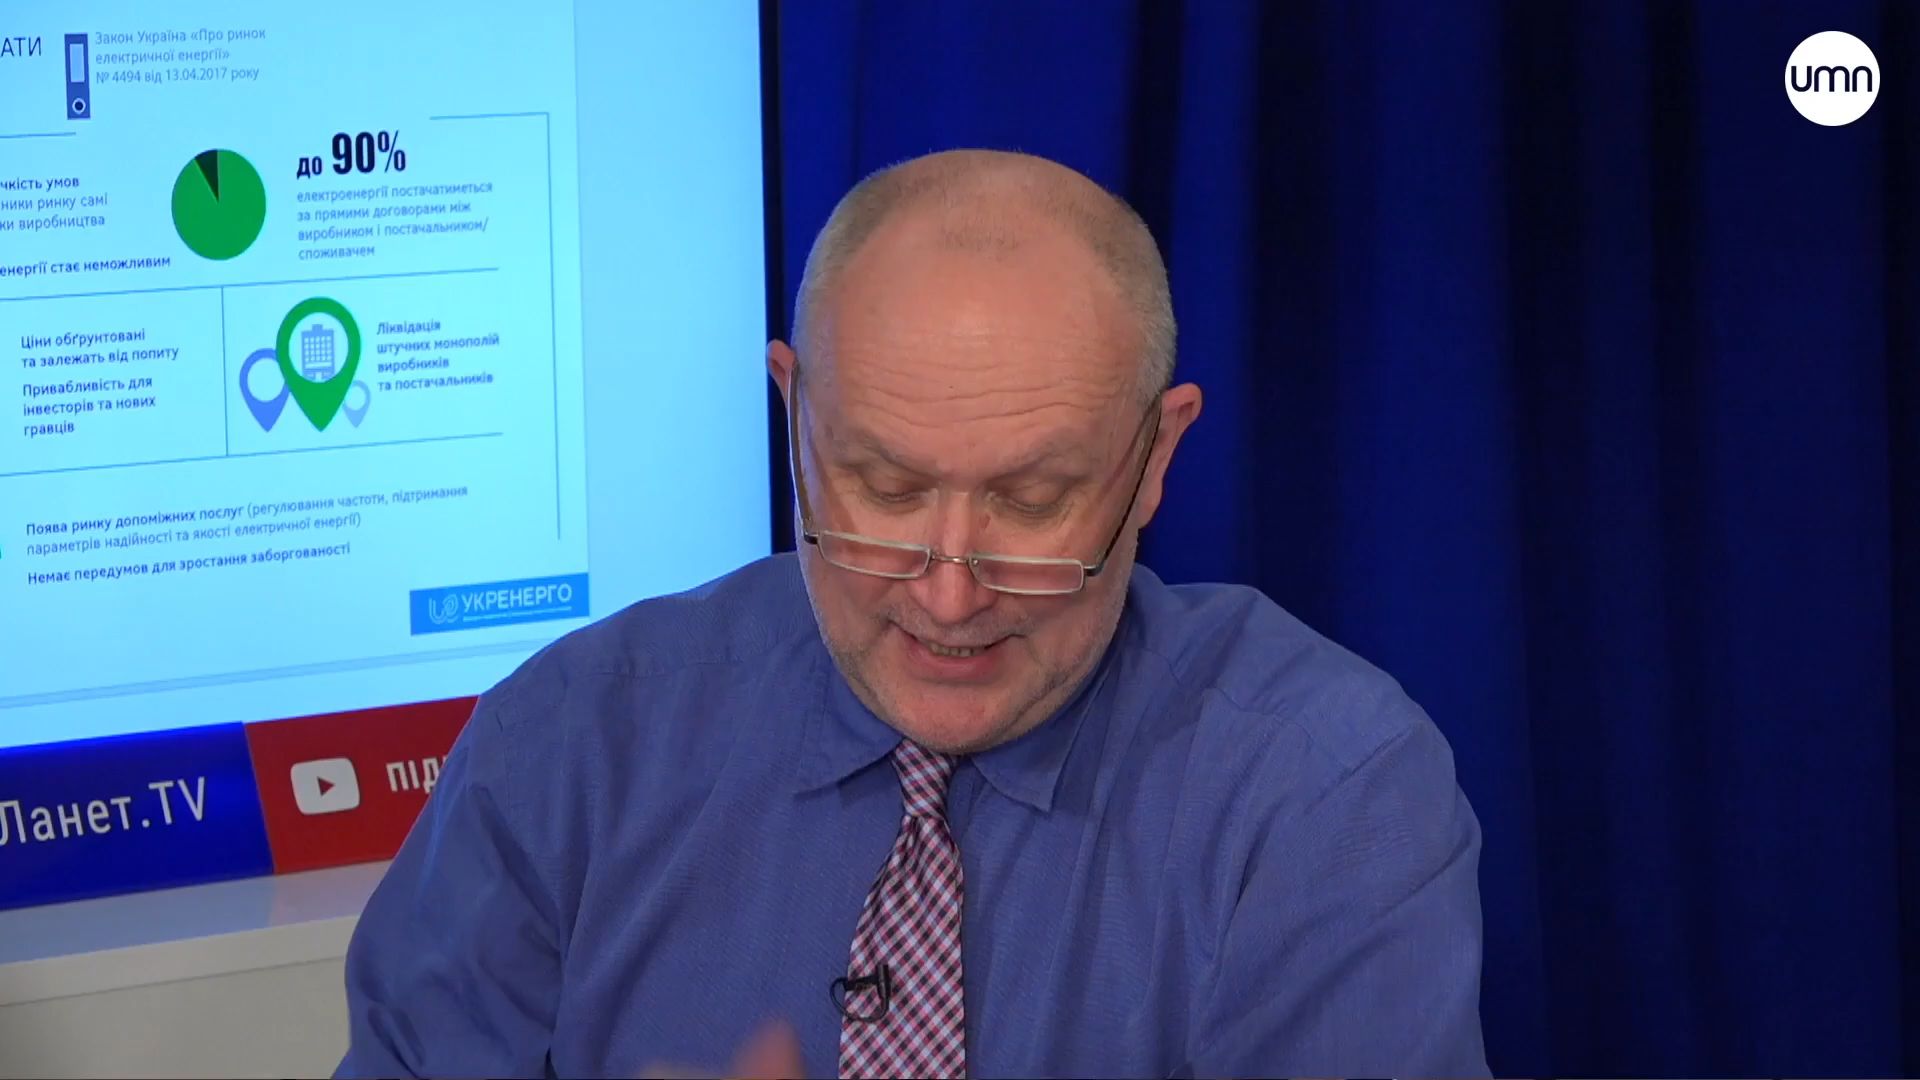 АТИ
Закон Україна «Про ринок
електричної енергії»
№ 4494 від 13.04.2017 року
umn
до 90%
електроенергії постачатиметься
за прямими договорами між
виробником і постачальником/
споживачем
чкість умов
ники ринку самі
ки виробництва
енергії стає неможливим
Ціни обґрунтовані
та залежать від попиту
Привабливість для
інвесторів та нових
гравців
Ліквідація
штучних монополій
виробників
та постачальників
Поява ринку допоміжних послуг (регулювання частоти, підтримання
параметрів надійності та якості електричної енергії)
Немає передумов для зростання заборгованості
УКРЕНЕРГО
Ланет.TV
ПІД